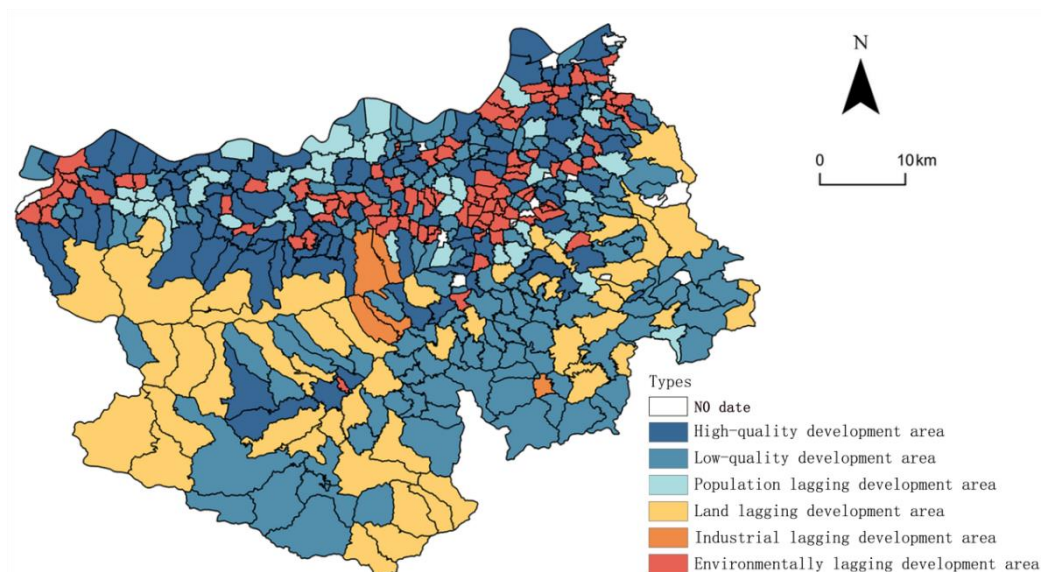 N
0 10km
Types
NO date
High-quality development area
Low-quality development area
Population lagging development area
Land lagging development area
Industrial lagging development area
Environmentally lagging development area